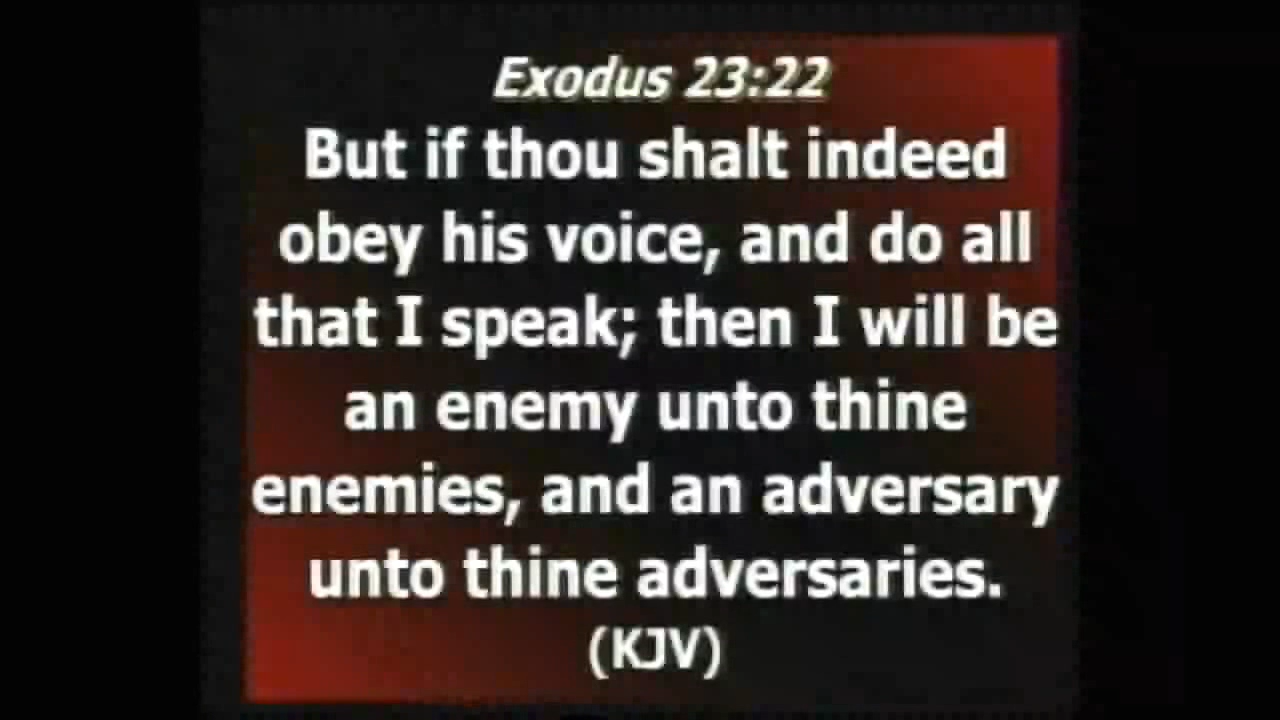 Exodus 23:22
But if thou shalt indeed
obey his voice, and do all
that I speak; then I will be
an enemy unto thine
enemies, and an adversary
unto thine adversaries.
(KJV)